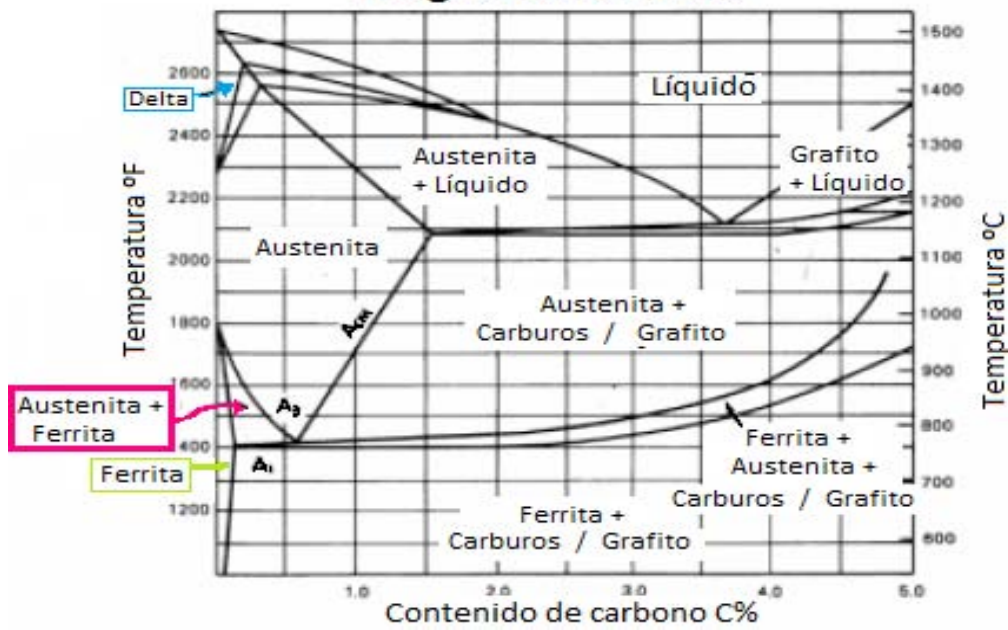 1500
2600
Líquido
Delta
1400
2400
Austenita
+ Líquido
Grafito
+ Líquido
1300
Temperatura ºF
2200
1200
Temperatura ºC
Austenita
2000
1100
Acm
Austenita +
Carburos / Grafito
1800
1000
1600
900
Austenita +
Ferrita
A3
800
400
Ferrita +
Austenita +
Carburos / Grafito
A1
Ferrita
700
1200
Ferrita +
Carburos / Grafito
600
1.0
2.0
3.0
4.0
5.0
Contenido de carbono C%